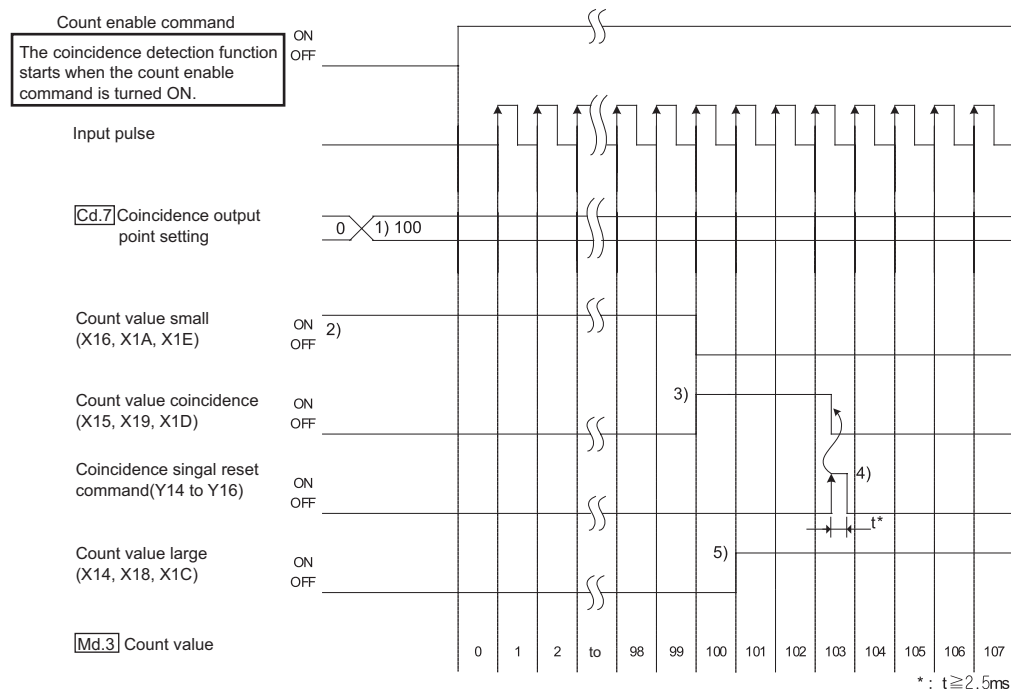 Count enable command
ON
OFF
The coincidence detection function
starts when the count enable
command is turned ON.
Input pulse
Cd.7 Coincidence output
point setting
0 1) 100
Count value small
(X16, X1A, X1E)
ON
OFF
2)
Count value coincidence
(X15, X19, X1D)
ON
OFF
3)
Coincidence singal reset
command(Y14 to Y16)
ON
OFF
4)
t*
Count value large
(X14, X18, X1C)
ON
OFF
5)
Md.3 Count value
0 1 2 to 98 99 100 101 102 103 104 105 106 107
* : t≧2.5ms